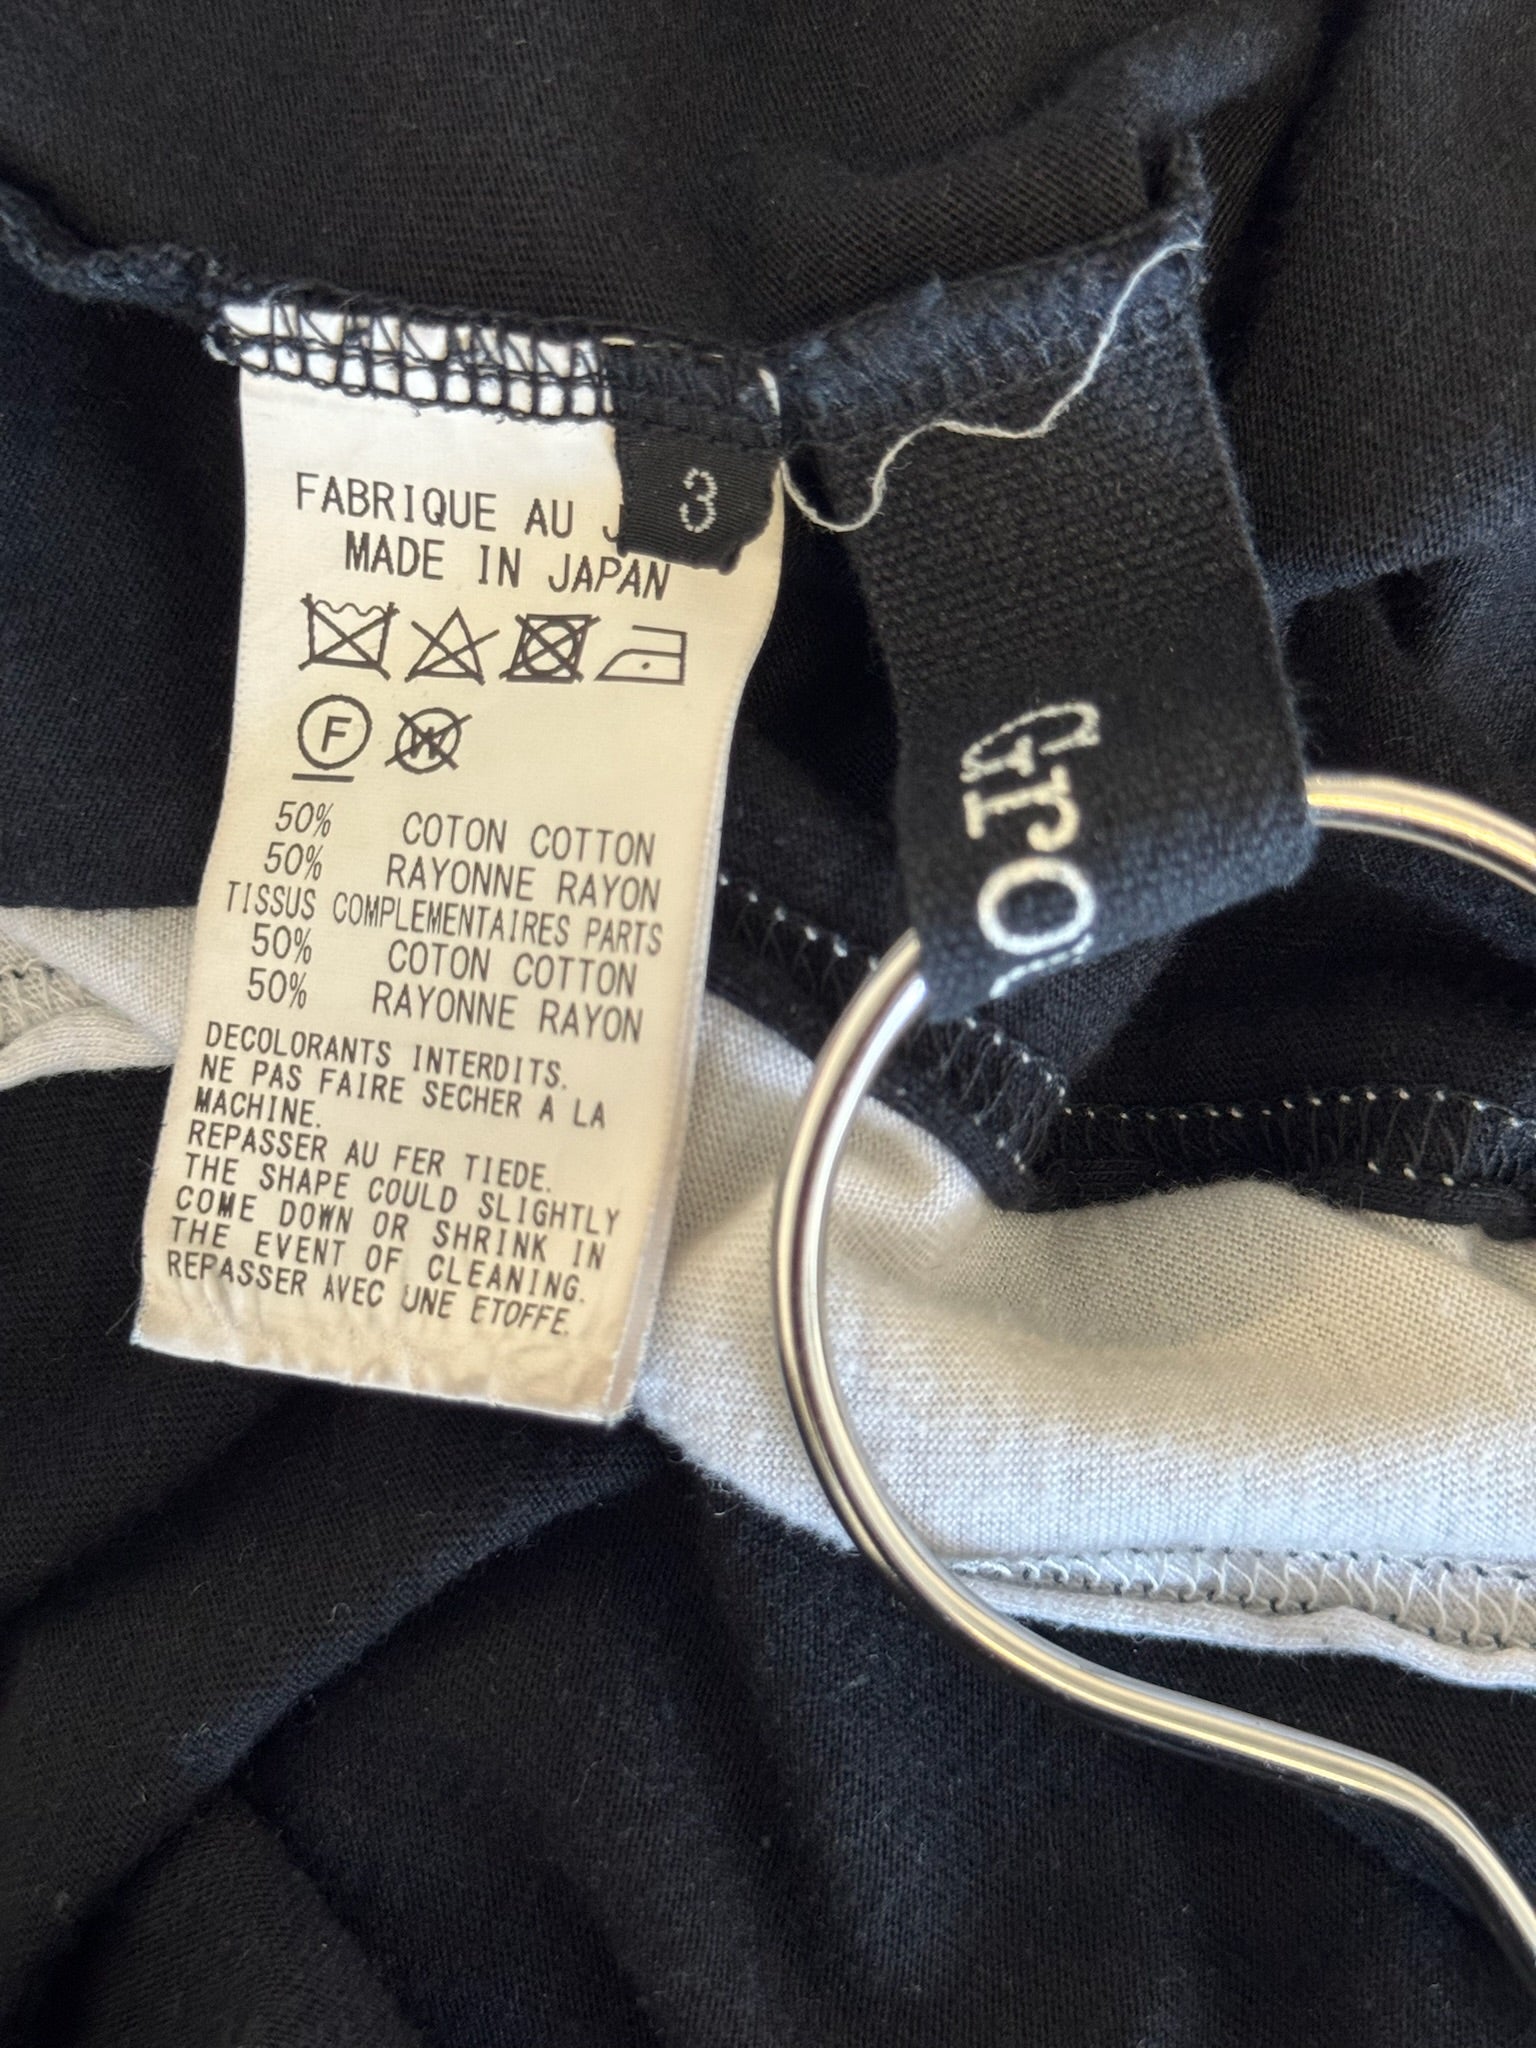 FABRIQUE AU J
3
MADE IN JAPAN
F
W
50% COTON COTTON
50% RAYONNE RAYON
TISSUS COMPLEMENTAIRES PARTS
50% COTON COTTON
50% RAYONNE RAYON
DECOLORANTS INTERDITS.
NE PAS FAIRE SECHER A LA
MACHINE.
REPASSER AU FER TIEDE.
THE SHAPE COULD SLIGHTLY
COME DOWN OR SHRINK IN
THE EVENT OF CLEANING.
REPASSER AVEC UNE ETOFFE.
Gro